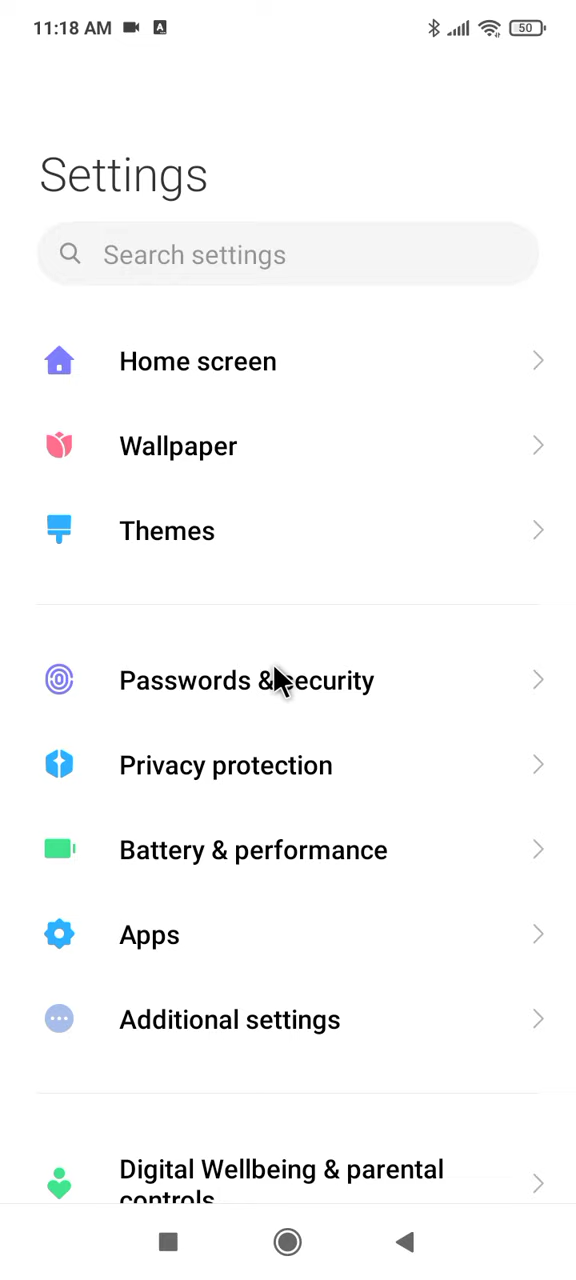 11:18 AM A 50
Settings
Search settings
Home screen
Wallpaper
Themes
Passwords & security
Privacy protection
Battery & performance
Apps
Additional settings
Digital Wellbeing & parental
controls